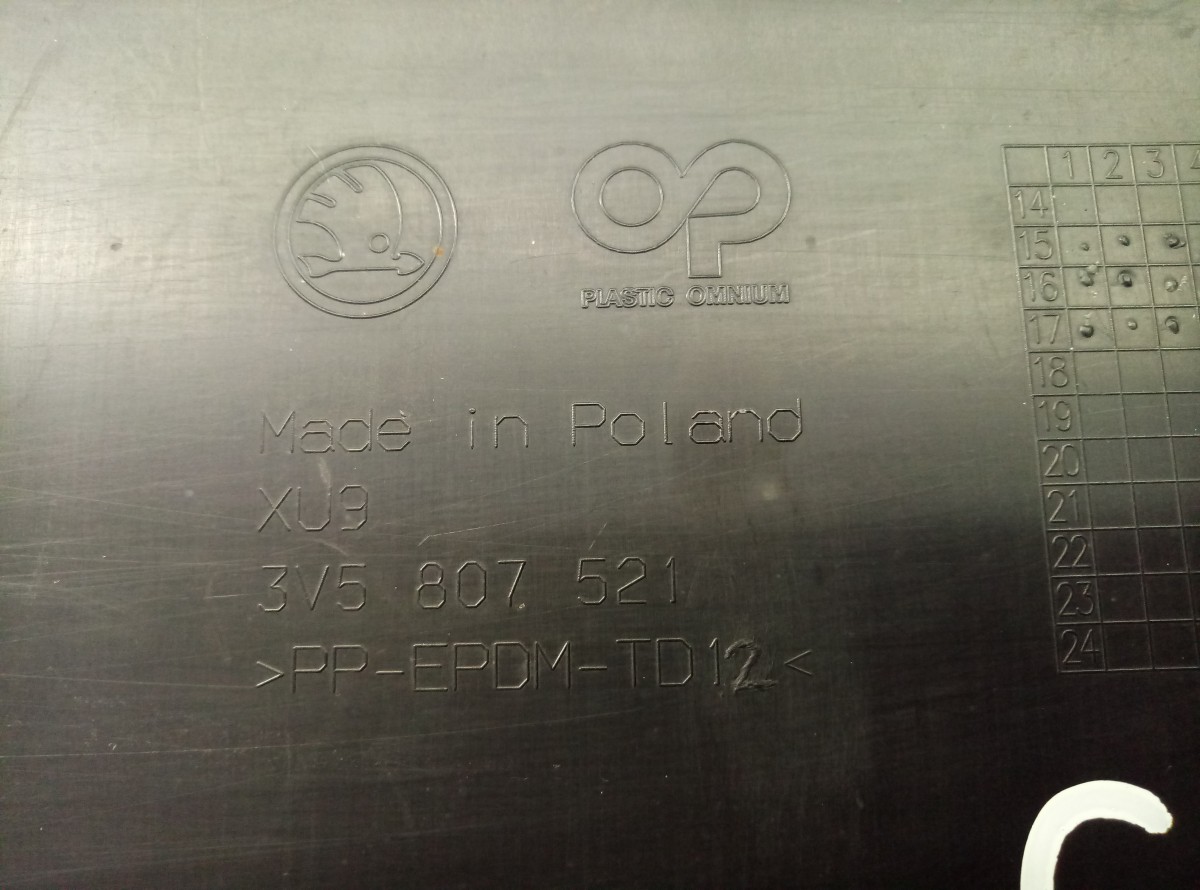 PLASTIC OMNIUM
Made in Poland
XU9
3V5 807 521
>PP-EPDM-TD12<
1 2 3 4
14
15
16
17
18
19
20
21
22
23
24